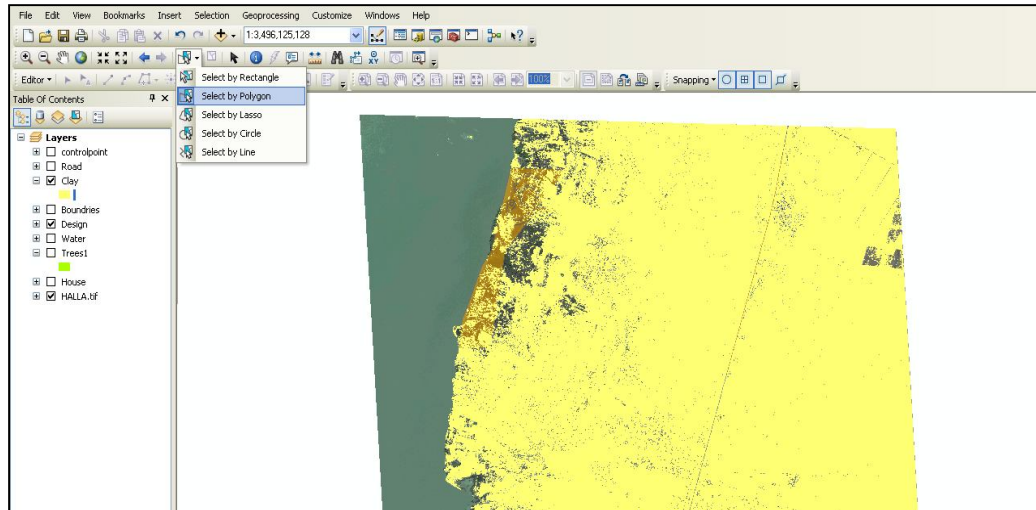 File Edit View Bookmarks Insert Selection Geoprocessing Customize Windows Help
1:3,496,125,128
Editor Snapping
100%
Select by Rectangle
Select by Polygon
Select by Lasso
Select by Circle
Select by Line
Table Of Contents
Layers
controlpoint
Road
Clay
Boundries
Design
Water
Trees1
House
HALLA.tif